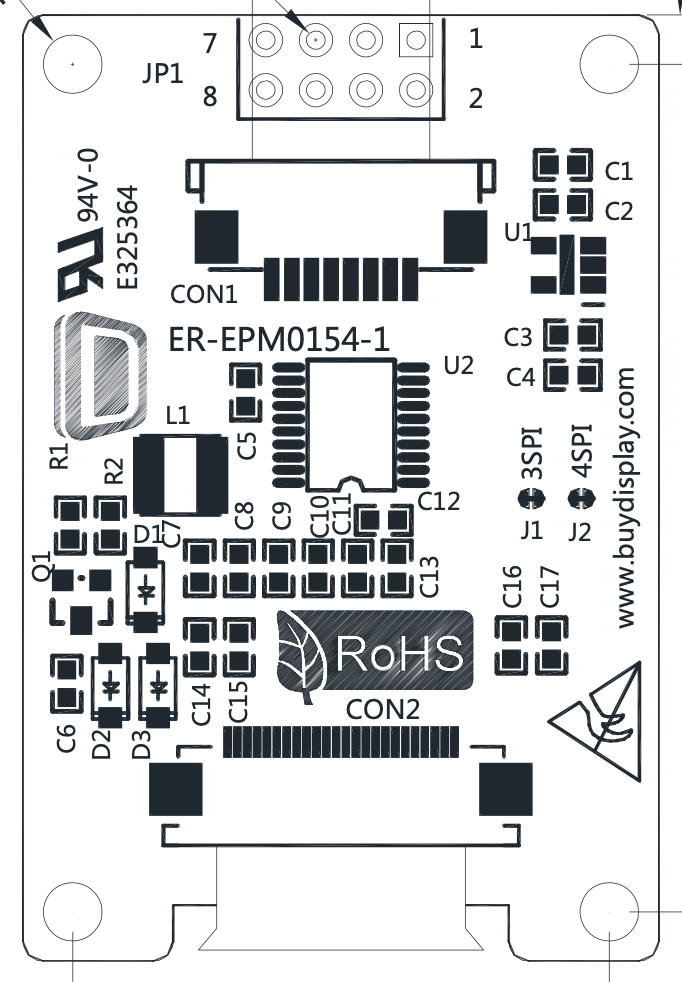 7
1
JP1
8
2
94V-0
E325364
C1
C2
U1
CON1
ER-EPM0154-1
C3
U2
C4
L1
C5
R1
R2
3SPI
4SPI
www.buydisplay.com
C12
J1
J2
D1
C7
C8
C9
C10
C11
C13
Q1
C16
C17
RoHS
C14
C15
CON2
C6
D2
D3